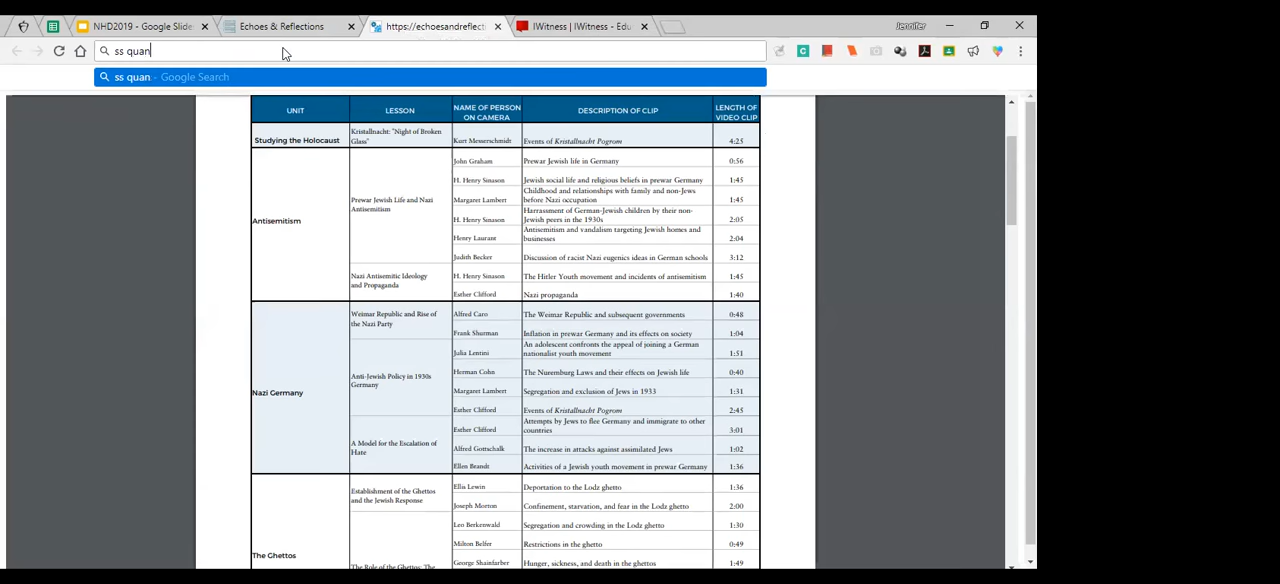 NHD2019 - Google Slide
Echoes & Reflections
https://echoesandreflecti
IWitness | IWitness - Edu
Jennifer
ss quan
ss quan - Google Search
UNIT
LESSON
NAME OF PERSON ON CAMERA
DESCRIPTION OF CLIP
LENGTH OF VIDEO CLIP
Studying the Holocaust
Kristallnacht: "Night of Broken
Glass"
Kurt Messerschmidt
Events of Kristallnacht Pogrom
4:25
Antisemitism
Prewar Jewish Life and Nazi
Antisemitism
John Graham
Prewar Jewish life in Germany
0:56
H. Henry Sinason
Jewish social life and religious beliefs in prewar Germany
1:45
Margaret Lambert
Childhood and relationships with family and non-Jews
before Nazi occupation
1:45
H. Henry Sinason
Harrassment of German-Jewish children by their non-
Jewish peers in the 1930s
2:05
Henry Laurant
Antisemitism and vandalism targeting Jewish homes and
businesses
2:04
Judith Becker
Discussion of racist Nazi eugenics ideas in German schools
3:12
Nazi Antisemitic Ideology
and Propaganda
H. Henry Sinason
The Hitler Youth movement and incidents of antisemitism
1:45
Esther Clifford
Nazi propaganda
1:40
Nazi Germany
Weimar Republic and Rise of
the Nazi Party
Alfred Caro
The Weimar Republic and subsequent governments
0:48
Frank Shurman
Inflation in prewar Germany and its effects on society
1:04
Anti-Jewish Policy in 1930s
Germany
Julia Lentini
An adolescent confronts the appeal of joining a German
nationalist youth movement
1:51
Herman Cohn
The Nuremburg Laws and their effects on Jewish life
0:40
Margaret Lambert
Segregation and exclusion of Jews in 1933
1:31
Esther Clifford
Events of Kristallnacht Pogrom
2:45
A Model for the Escalation of
Hate
Esther Clifford
Attempts by Jews to flee Germany and immigrate to other
countries
3:01
Alfred Gottschalk
The increase in attacks against assimilated Jews
1:02
Ellen Brandt
Activities of a Jewish youth movement in prewar Germany
1:36
The Ghettos
Establishment of the Ghettos
and the Jewish Response
Ellis Lewin
Deportation to the Lodz ghetto
1:36
Joseph Morton
Confinement, starvation, and fear in the Lodz ghetto
2:00
The Role of the Ghettos: The
Leo Berkenwald
Segregation and crowding in the Lodz ghetto
1:30
Milton Belfer
Restrictions in the ghetto
0:49
George Shainfarber
Hunger, sickness, and death in the ghettos
1:49